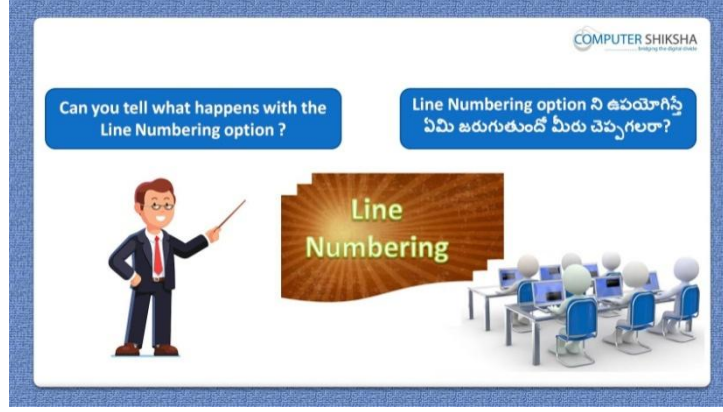 COMPUTER SHIKSHA
bridging the digital divide
Can you tell what happens with the
Line Numbering option ?
Line Numbering option ని ఉపయోగిస్తే
ఏమి జరుగుతుందో మీరు చెప్పగలరా?
Line
Numbering